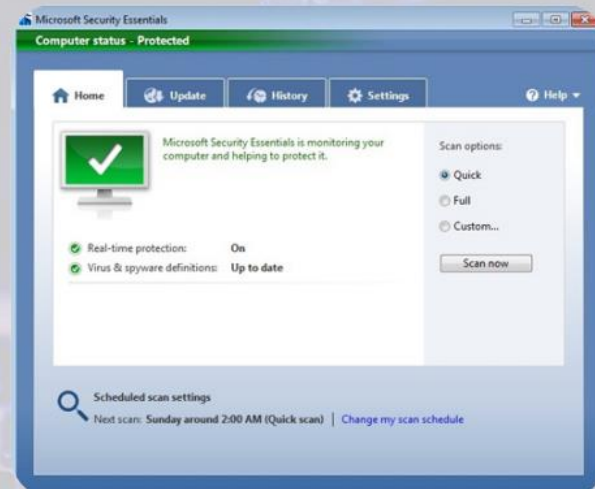 Microsoft Security Essentials
Computer status - Protected
Home
Update
History
Settings
Help
Microsoft Security Essentials is monitoring your
computer and helping to protect it.
Real-time protection: On
Virus & spyware definitions: Up to date
Scan options:
Quick
Full
Custom...
Scan now
Scheduled scan settings
Next scan: Sunday around 2:00 AM (Quick scan) | Change my scan schedule